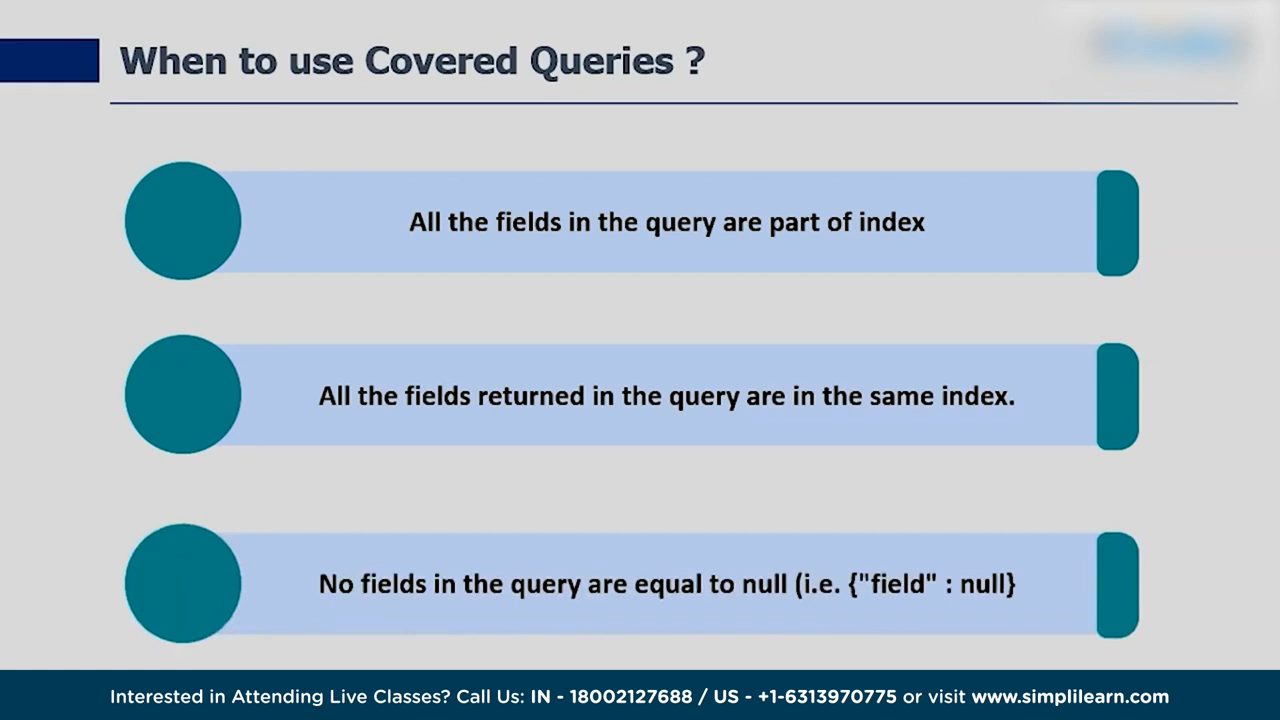 When to use Covered Queries ?
All the fields in the query are part of index
All the fields returned in the query are in the same index.
No fields in the query are equal to null (i.e. {"field" : null}
Interested in Attending Live Classes? Call Us: IN - 18002127688 / US - +1-6313970775 or visit www.simplilearn.com